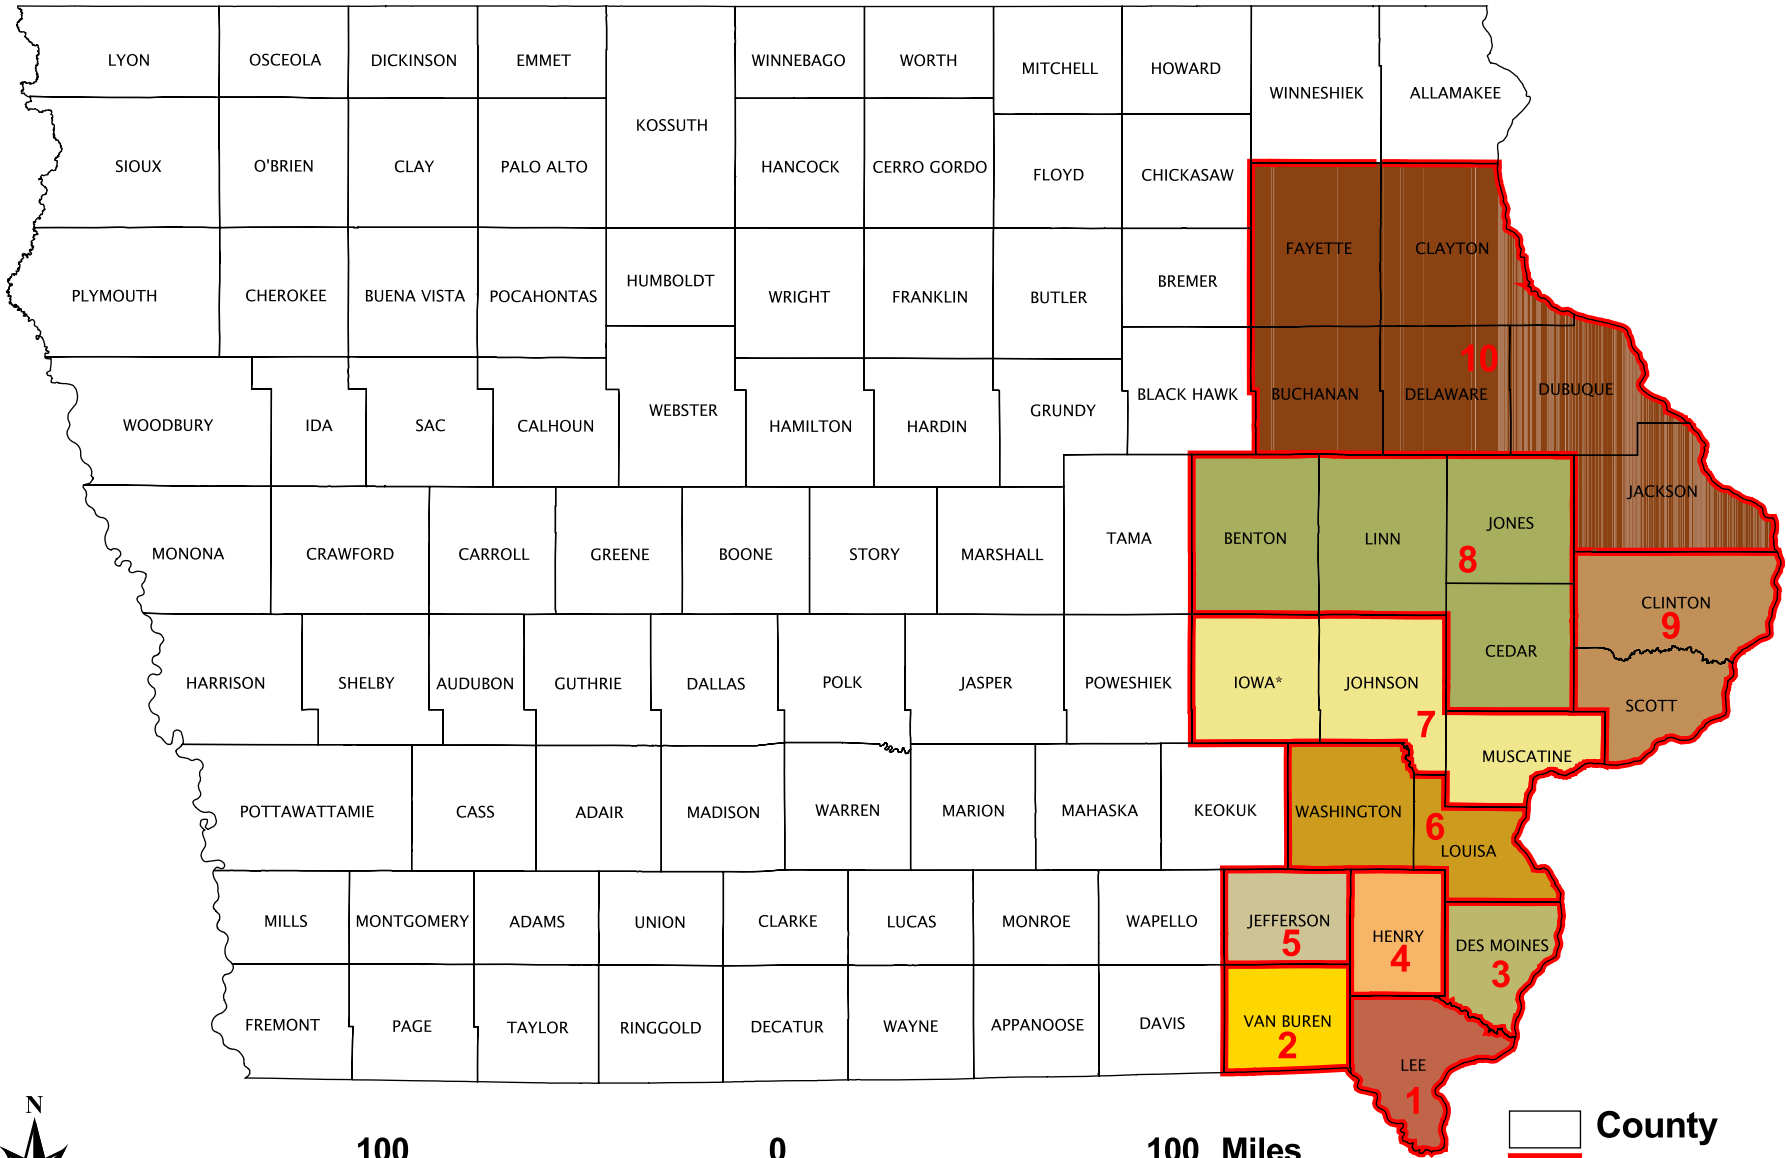 LYON
OSCEOLA
DICKINSON
EMMET
WINNEBAGO
WORTH
MITCHELL
HOWARD
KOSSUTH
WINNESHIEK
ALLAMAKEE
SIOUX
O'BRIEN
CLAY
PALO ALTO
HANCOCK
CERRO GORDO
FLOYD
CHICKASAW
FAYETTE
CLAYTON
PLYMOUTH
CHEROKEE
BUENA VISTA
POCAHONTAS
HUMBOLDT
WRIGHT
FRANKLIN
BUTLER
BREMER
10
WOODBURY
IDA
SAC
CALHOUN
WEBSTER
HAMILTON
HARDIN
GRUNDY
BLACK HAWK
BUCHANAN
DELAWARE
DUBUQUE
JACKSON
MONONA
CRAWFORD
CARROLL
GREENE
BOONE
STORY
MARSHALL
TAMA
BENTON
LINN
JONES
8
CLINTON
9
CEDAR
HARRISON
SHELBY
AUDUBON
GUTHRIE
DALLAS
POLK
JASPER
POWESHIEK
IOWA*
JOHNSON
7
SCOTT
MUSCATINE
POTTAWATTAMIE
CASS
ADAIR
MADISON
WARREN
MARION
MAHASKA
KEOKUK
WASHINGTON
6
LOUISA
MILLS
MONTGOMERY
ADAMS
UNION
CLARKE
LUCAS
MONROE
WAPELLO
JEFFERSON
5
HENRY
4
DES MOINES
3
FREMONT
PAGE
TAYLOR
RINGGOLD
DECATUR
WAYNE
APPANOOSE
DAVIS
VAN BUREN
2
LEE
1
N
100 0 100 Miles
County